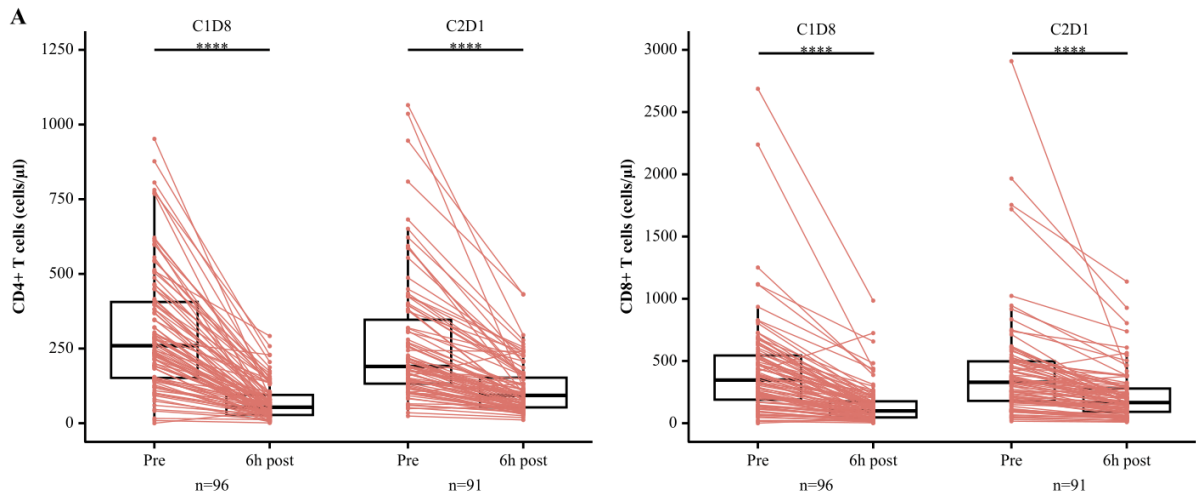 A
C1D8
****
C2D1
****
CD4+ T cells (cells/µl)
1250
1000
750
500
250
0
Pre
6h post
Pre
6h post
n=96
n=91
C1D8
****
C2D1
****
CD8+ T cells (cells/µl)
3000
2500
2000
1500
1000
500
0
Pre
6h post
Pre
6h post
n=96
n=91